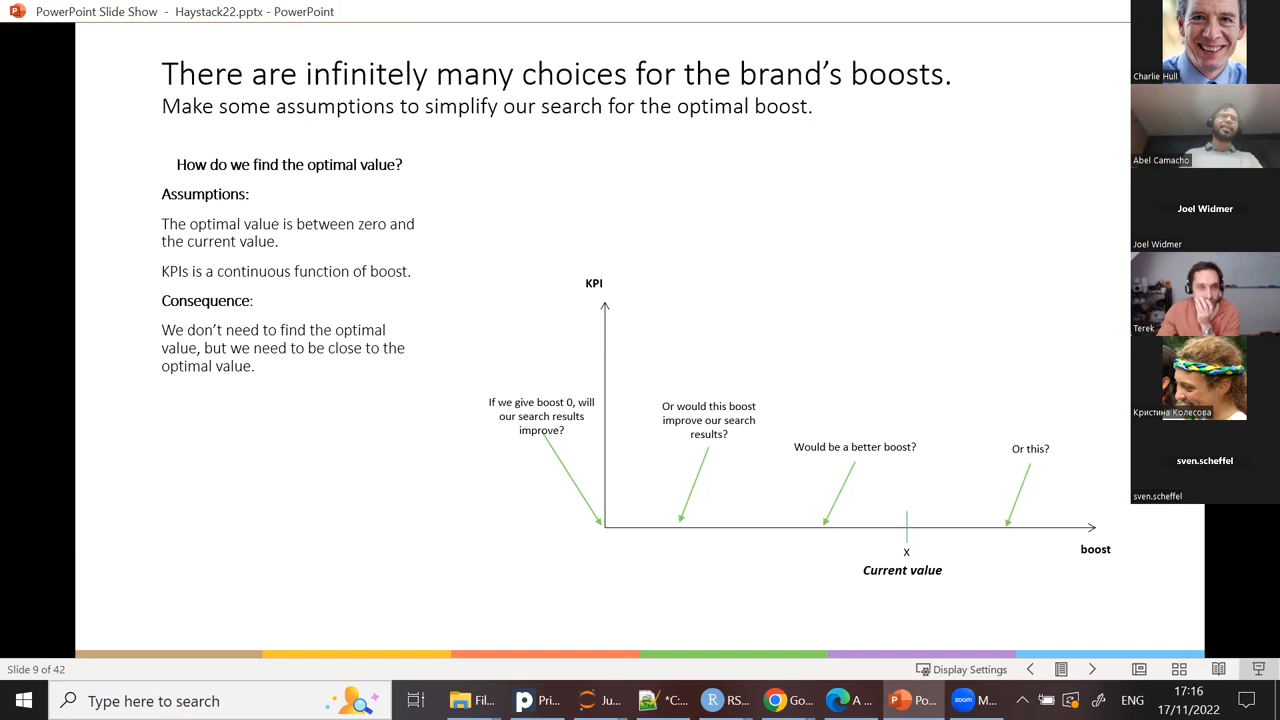 PowerPoint Slide Show - Haystack22.pptx - PowerPoint
There are infinitely many choices for the brand's boosts.
Make some assumptions to simplify our search for the optimal boost.
How do we find the optimal value?
Assumptions:
The optimal value is between zero and
the current value.
KPIs is a continuous function of boost.
Consequence:
We don't need to find the optimal
value, but we need to be close to the
optimal value.
KPI
If we give boost 0, will
our search results
improve?
Or would this boost
improve our search
results?
Would be a better boost?
Or this?
X
boost
Current value
Charlie Hull
Abel Camacho
Joel Widmer
Joel Widmer
Terek
Кристина Колесова
sven.scheffel
sven.scheffel
Slide 9 of 42
Display Settings
Type here to search
Fil...
Pri...
Ju...
*C:...
RS...
Go...
A ...
Po...
M...
ENG
17:16
17/11/2022